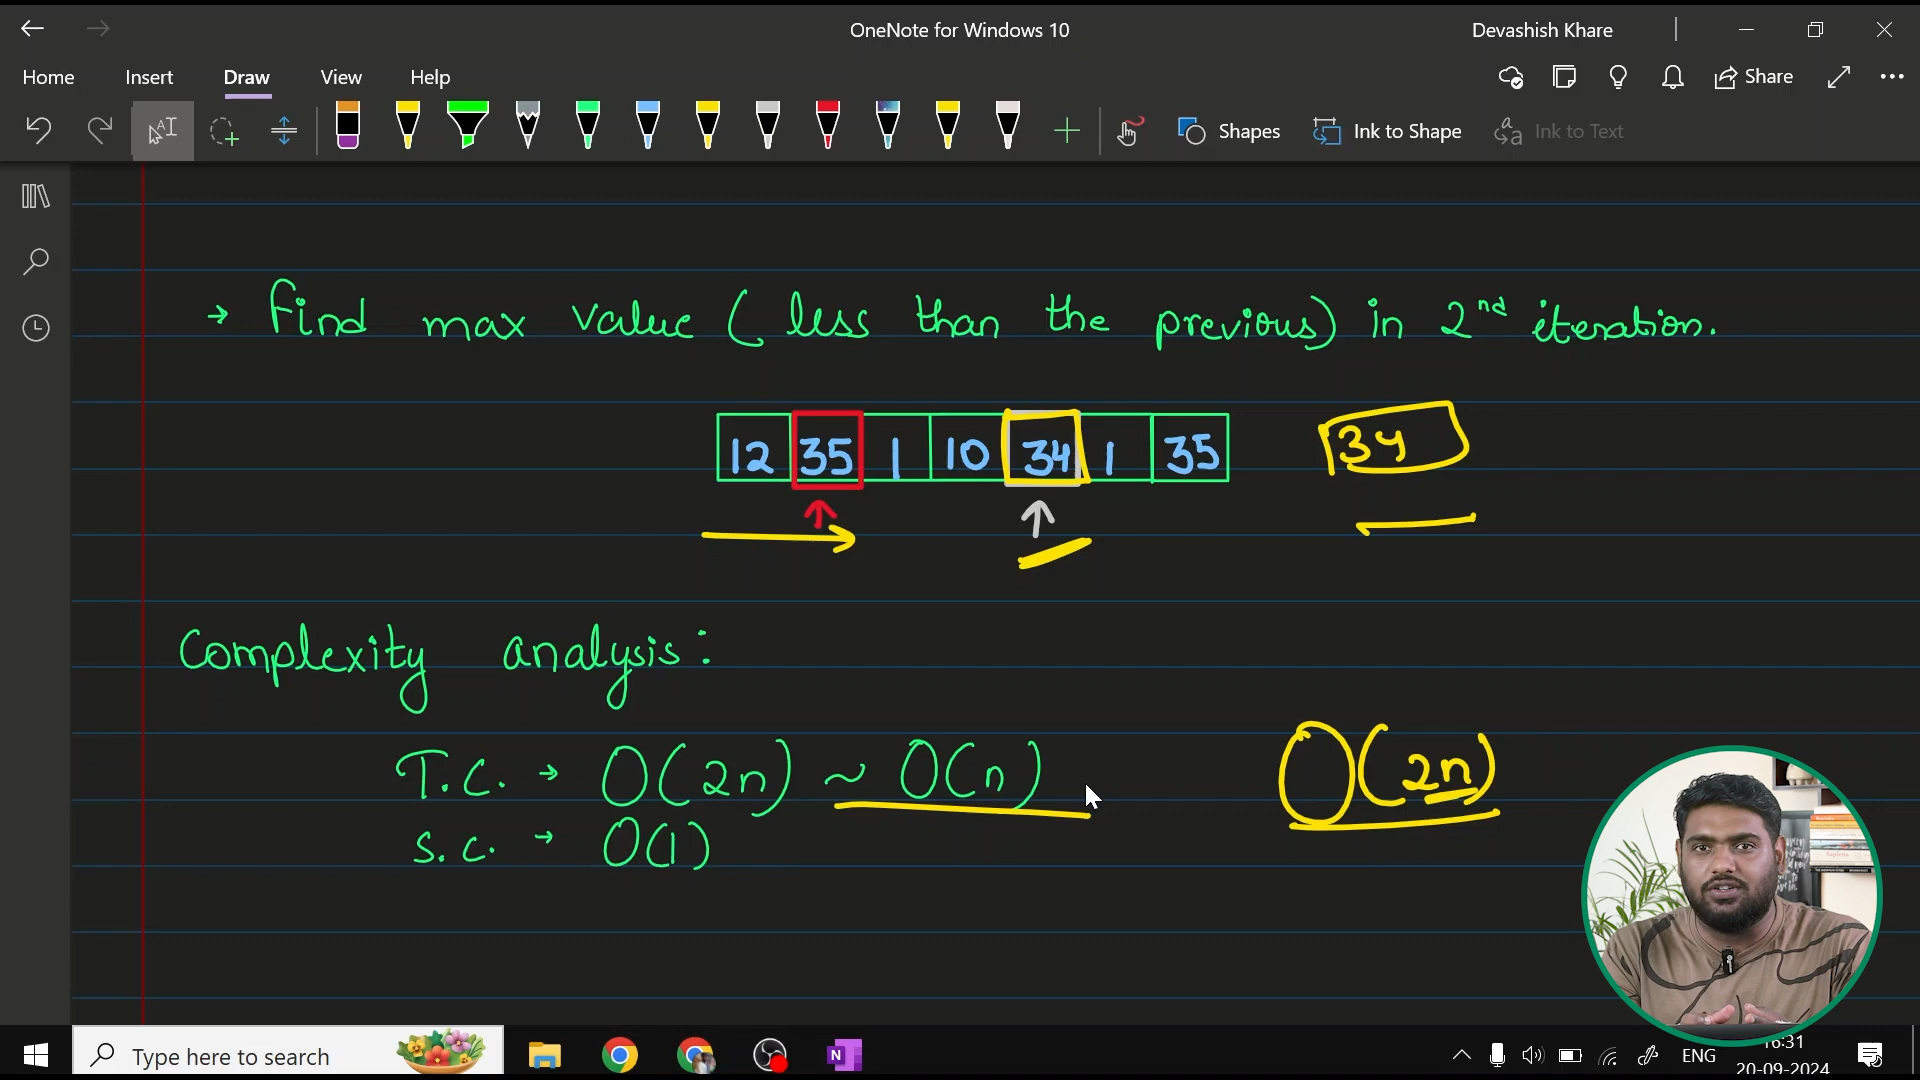 OneNote for Windows 10
Devashish Khare
Home Insert Draw View Help
Share
Shapes Ink to Shape Ink to Text
→ find max value ( less than the previous) in 2nd iteration.
12 35 1 10 34 1 35
34
Complexity analysis:
T.C. → O(2n) ~ O(n)
O(2n)
S.C. → O(1)
Type here to search
N
ENG
16:31
20-09-2024